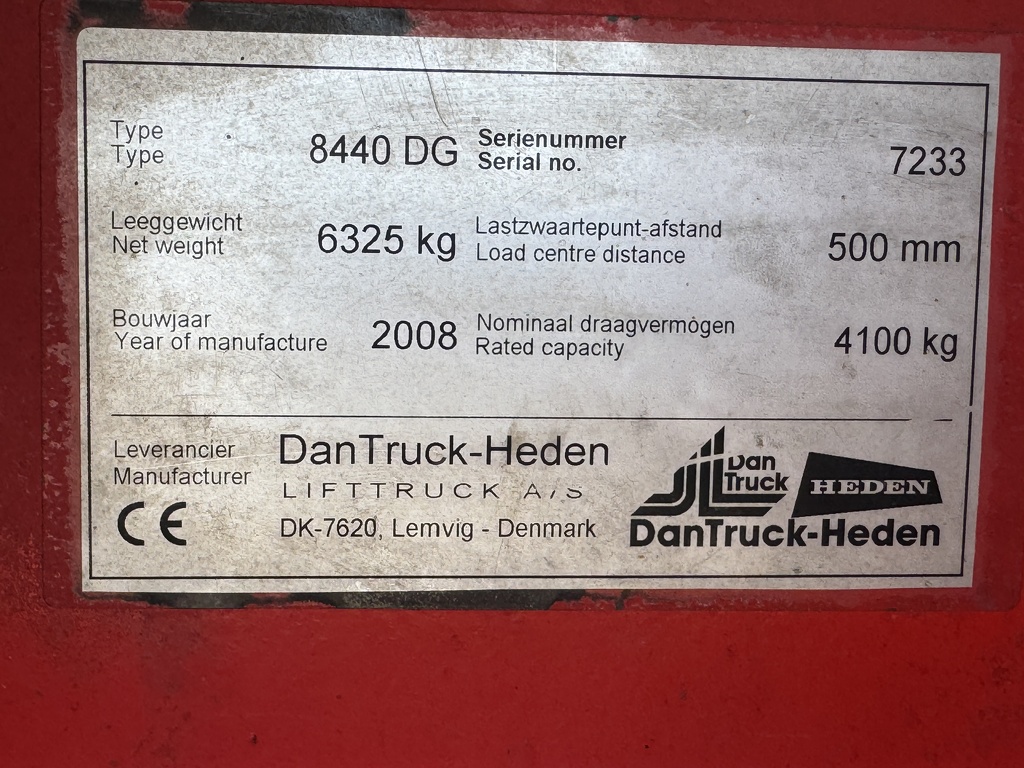 Type
Type
8440 DG
Serienummer
Serial no.
7233
Leeggewicht
Net weight
6325 kg
Lastzwaartepunt-afstand
Load centre distance
500 mm
Bouwjaar
Year of manufacture
2008
Nominaal draagvermogen
Rated capacity
4100 kg
Leverancier
Manufacturer
DanTruck-Heden
LIFTTRUCK A/S
DK-7620, Lemvig - Denmark
CE
Dan
Truck
HEDEN
DanTruck-Heden